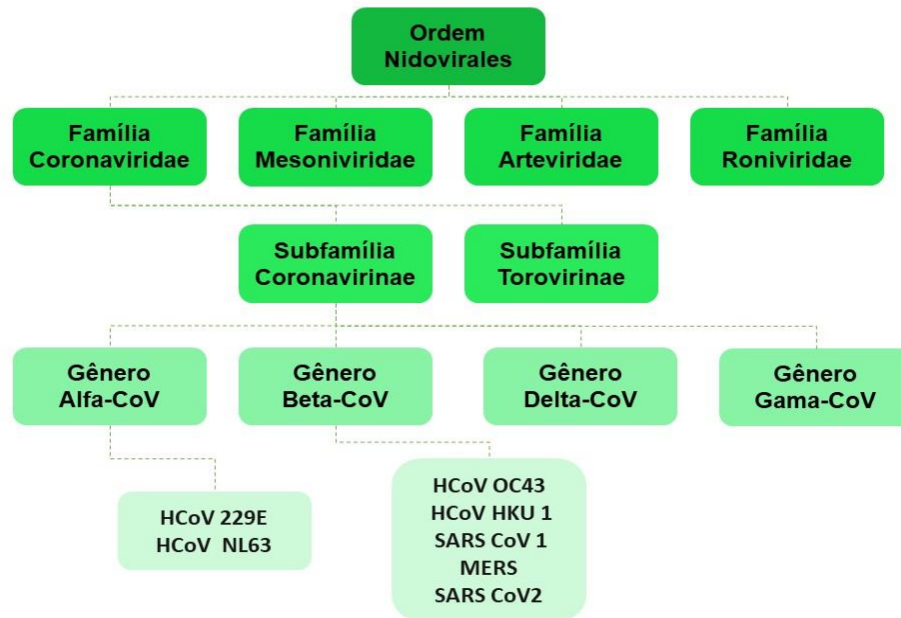 Ordem
Nidovirales
Família
Coronaviridae
Família
Mesoniviridae
Família
Arteviridae
Família
Roniviridae
Subfamília
Coronavirinae
Subfamília
Torovirinae
Gênero
Alfa-CoV
Gênero
Beta-CoV
Gênero
Delta-CoV
Gênero
Gama-CoV
HCoV 229E
HCoV NL63
HCoV OC43
HCoV HKU 1
SARS CoV 1
MERS
SARS CoV2